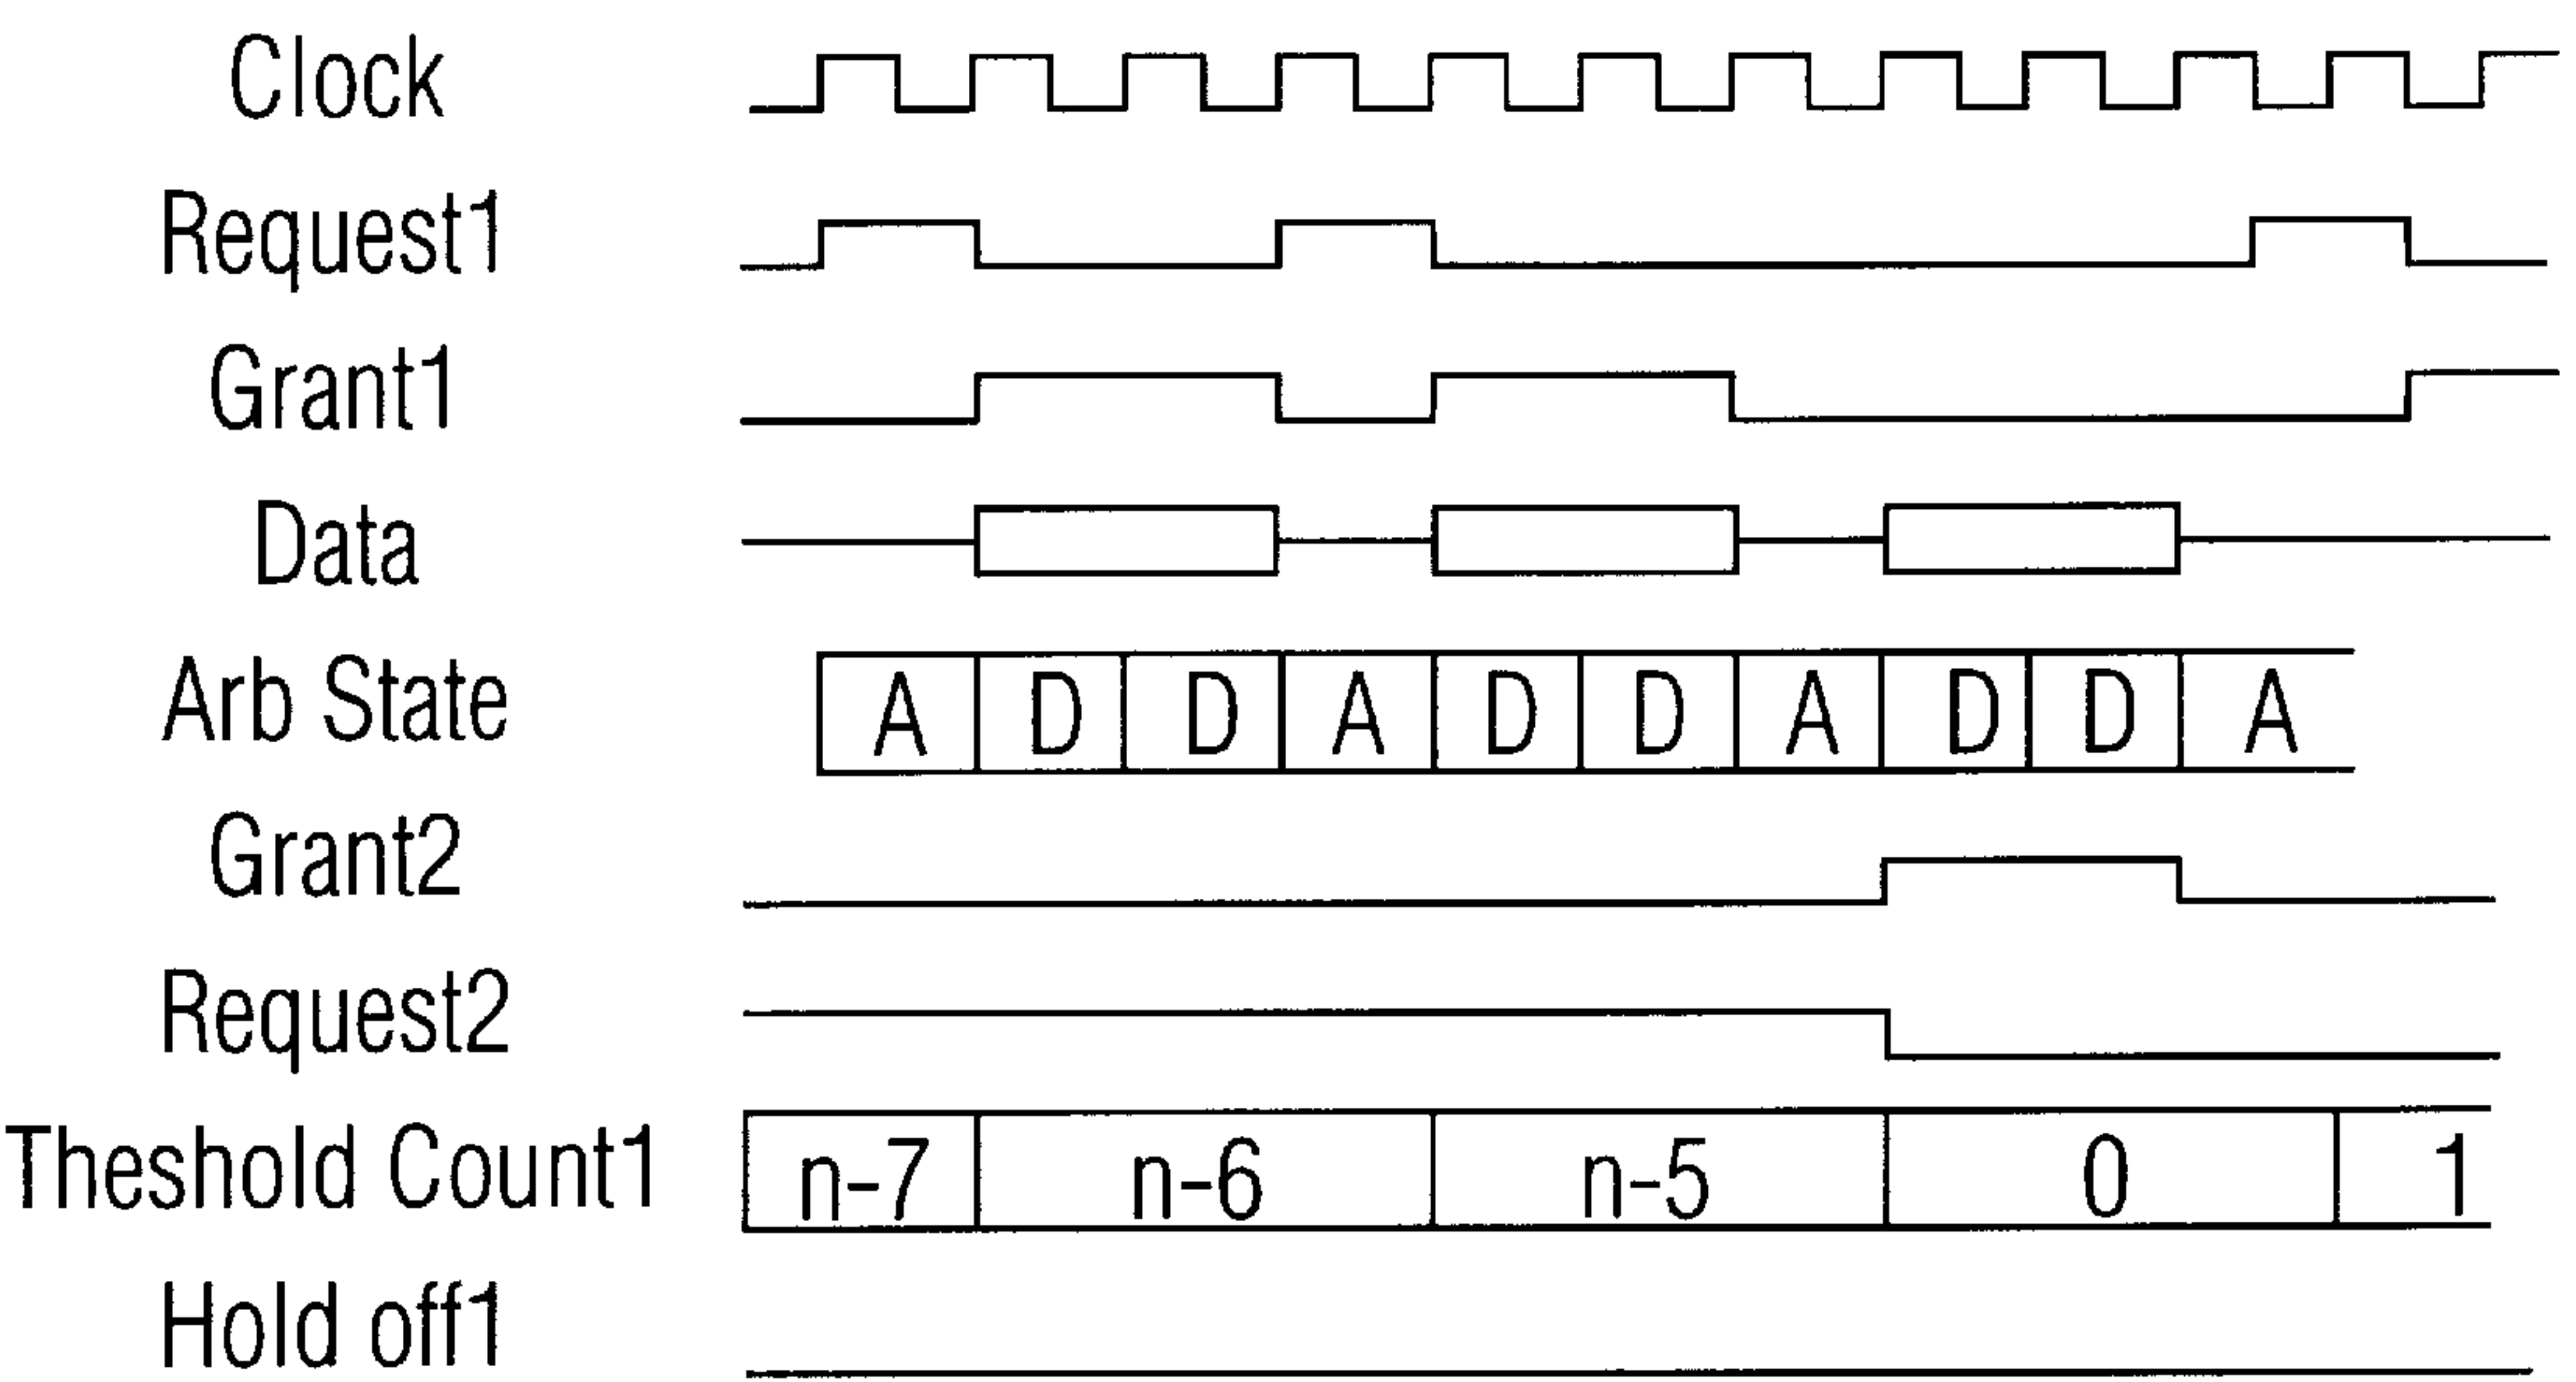 Clock
Request1
Grant1
Data
Arb State A D D A D D A D D A
Grant2
Request2
Theshold Count1 n-7 n-6 n-5 0 1
Hold off1